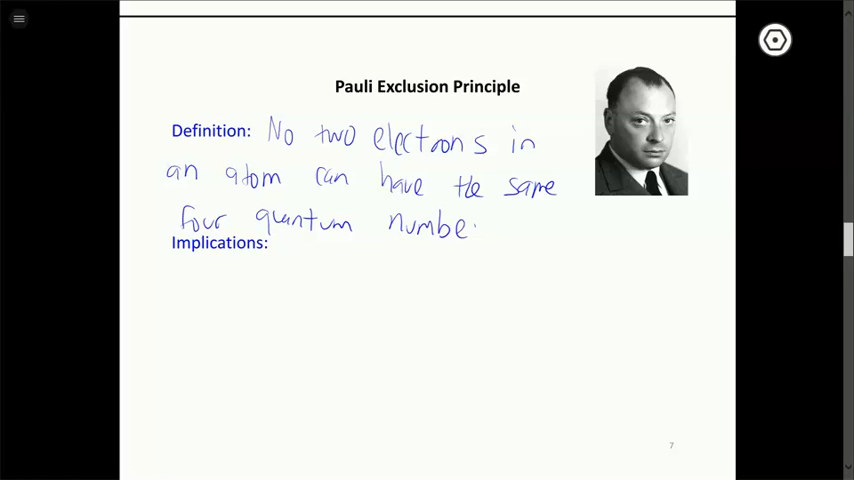 Pauli Exclusion Principle
Definition: No two electrons in
an atom can have the same
four quantum numbe
Implications:
7